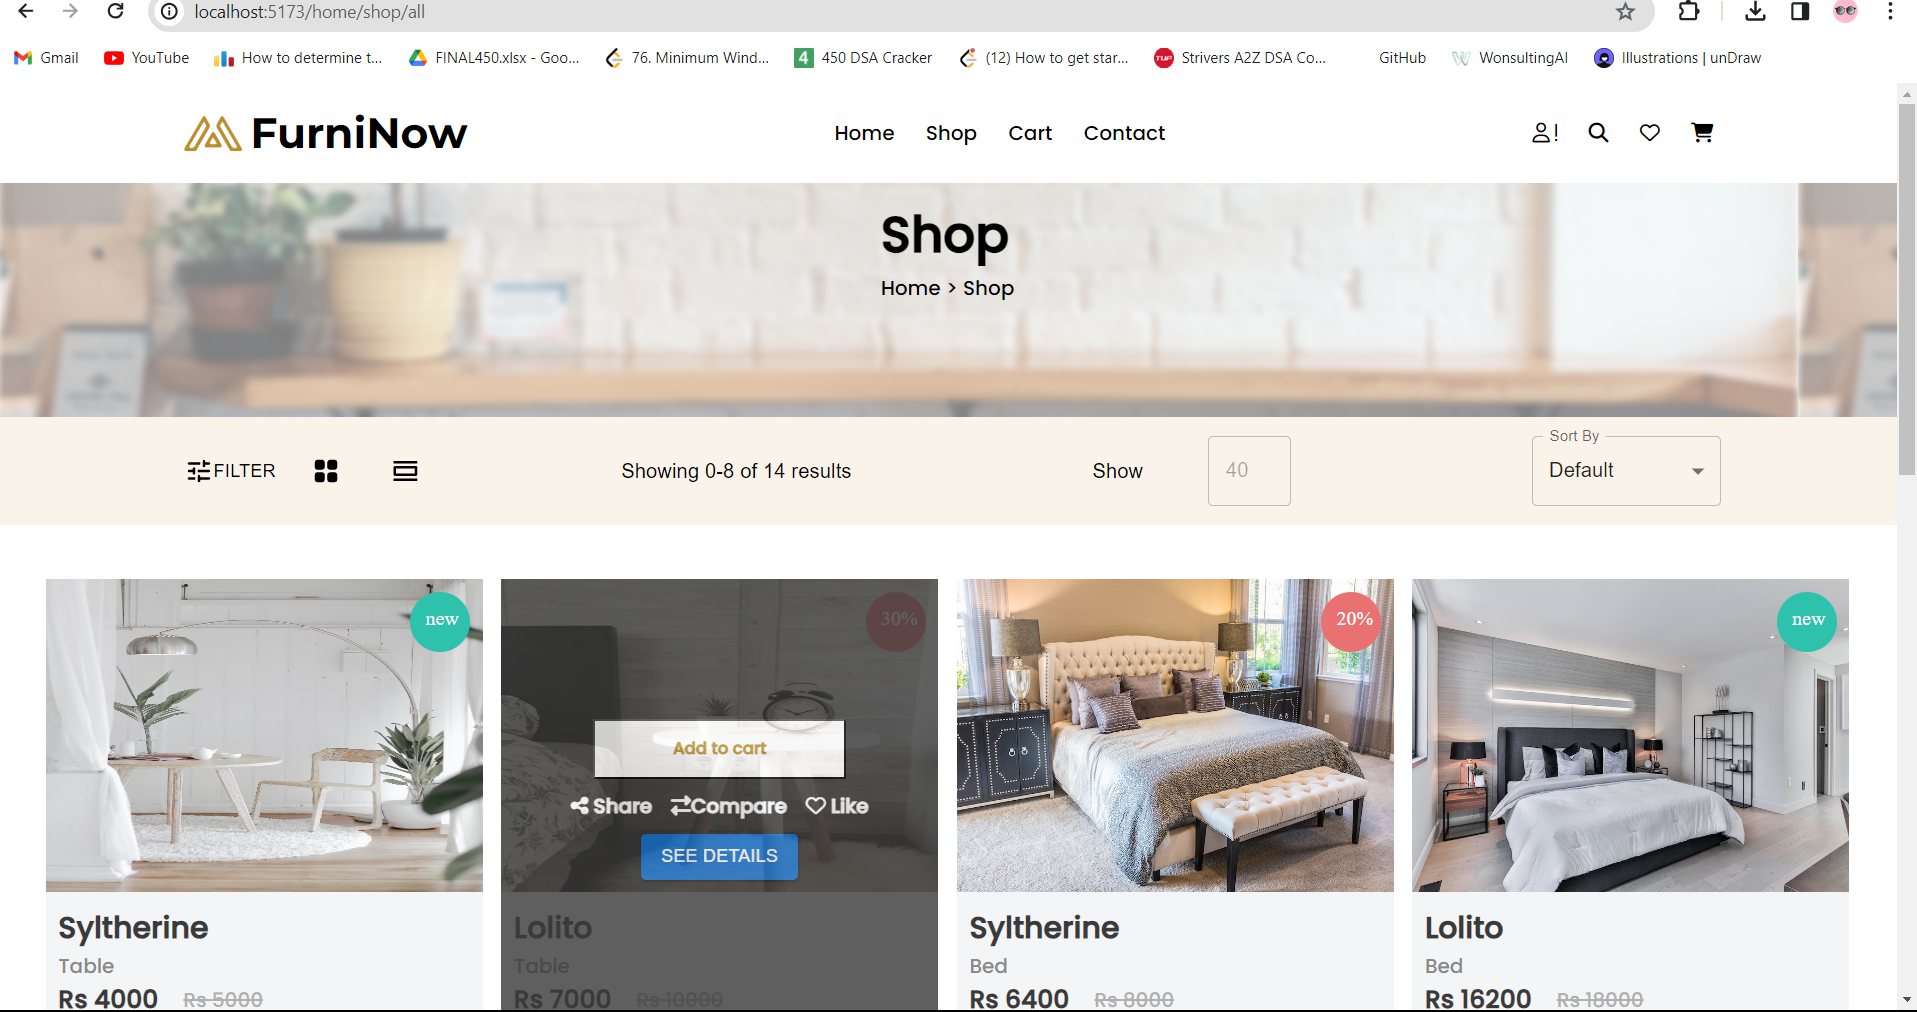 localhost:5173/home/shop/all
Gmail YouTube How to determine t... FINAL450.xlsx - Goo... 76. Minimum Wind... 4 450 DSA Cracker (12) How to get star... TUF Strivers A2Z DSA Co... GitHub WonsultingAI Illustrations | unDraw
FurniNow Home Shop Cart Contact !
Shop
Home > Shop
Sort By
FILTER Showing 0-8 of 14 results Show 40 Default
new 30% 20% new
Add to cart
Share Compare Like
SEE DETAILS
Syltherine Lolito Syltherine Lolito
Table Table Bed Bed
Rs 4000 Rs 5000 Rs 7000 Rs 10000 Rs 6400 Rs 8000 Rs 16200 Rs 18000